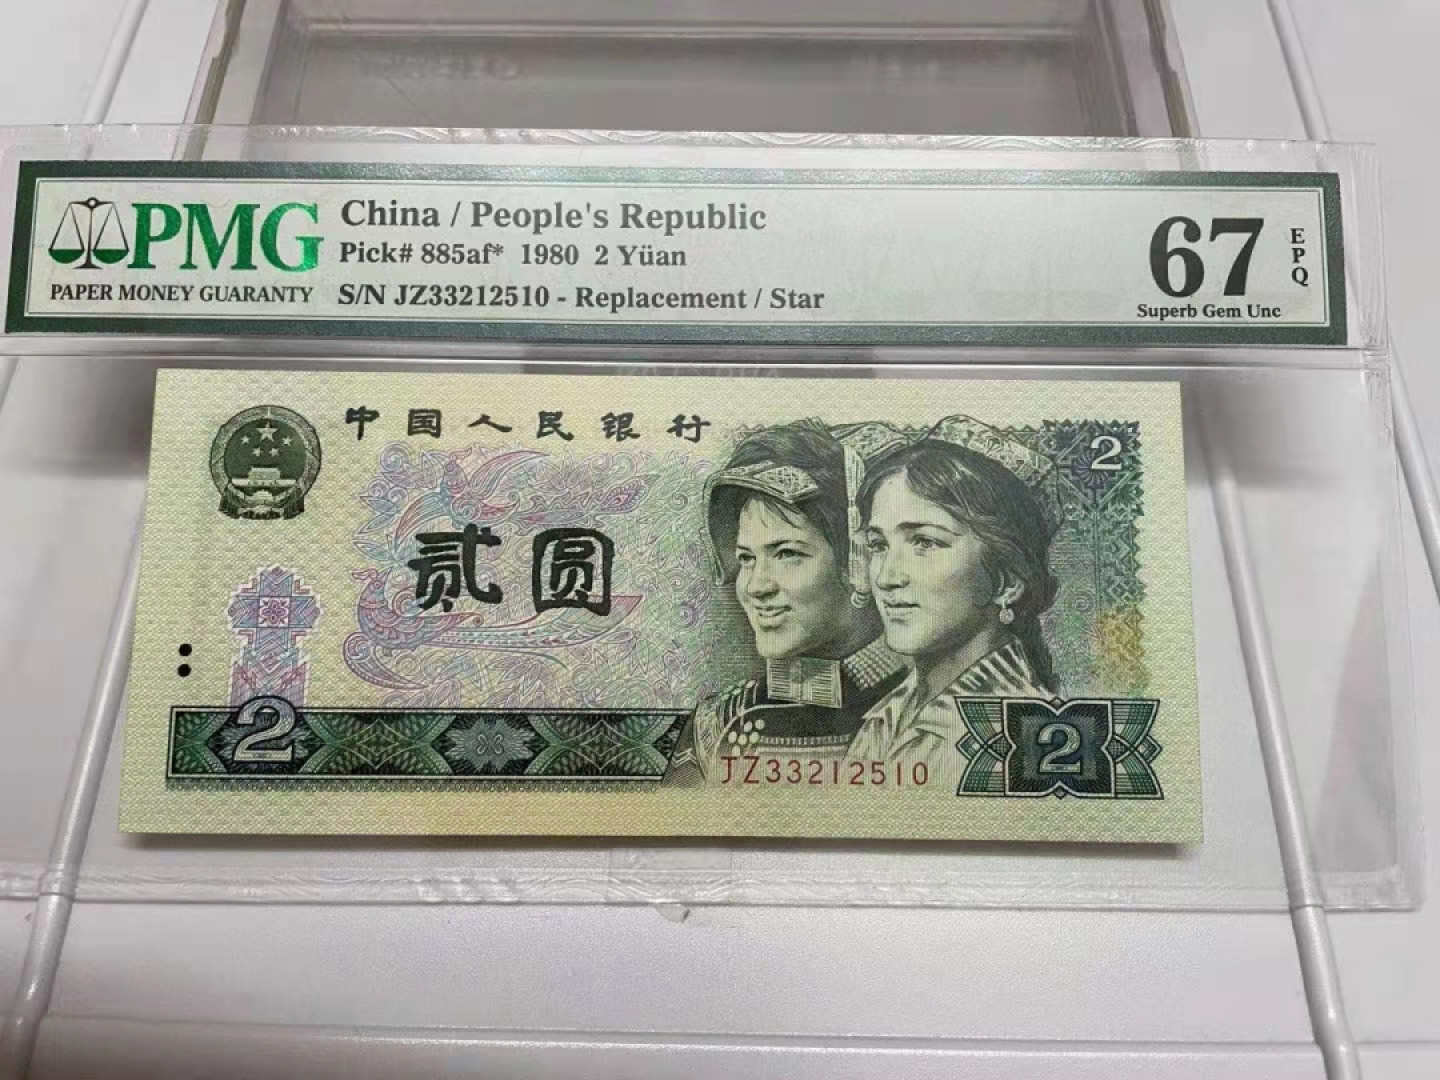 PMG
PAPER MONEY GUARANTY
China / People's Republic
Pick# 885af* 1980 2 Yüan
S/N JZ33212510 - Replacement / Star
67
EPQ
Superb Gem Unc
中国人民银行
2
贰圆
2
JZ33212510
2